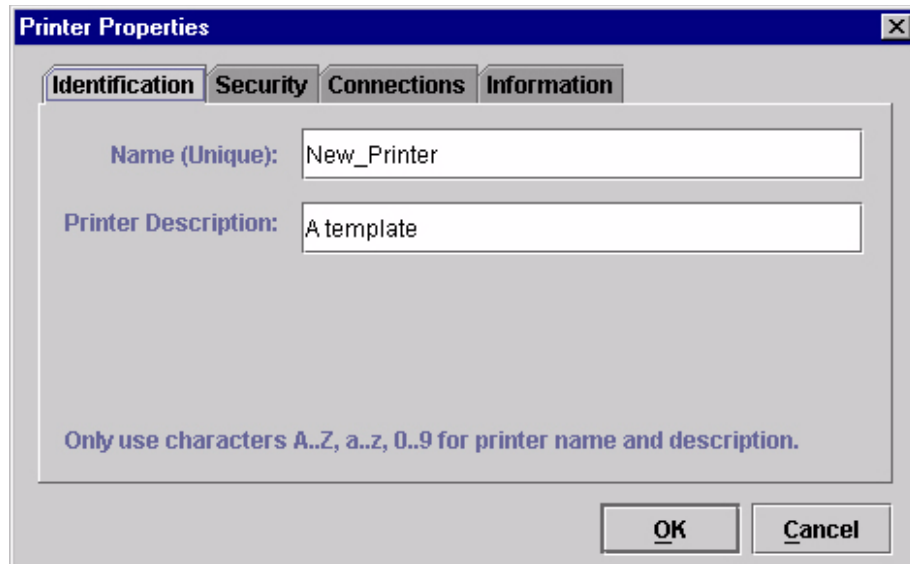 Printer Properties
Identification Security Connections Information
Name (Unique): New_Printer
Printer Description: A template
Only use characters A..Z, a..z, 0..9 for printer name and description.
OK Cancel